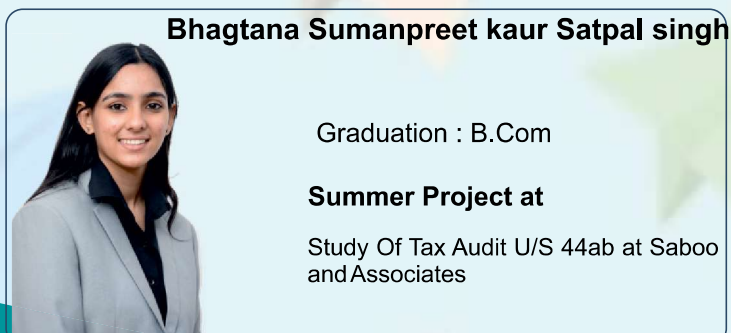 Bhagtana Sumanpreet kaur Satpal singh
Graduation : B.Com
Summer Project at
Study Of Tax Audit U/S 44ab at Saboo
and Associates